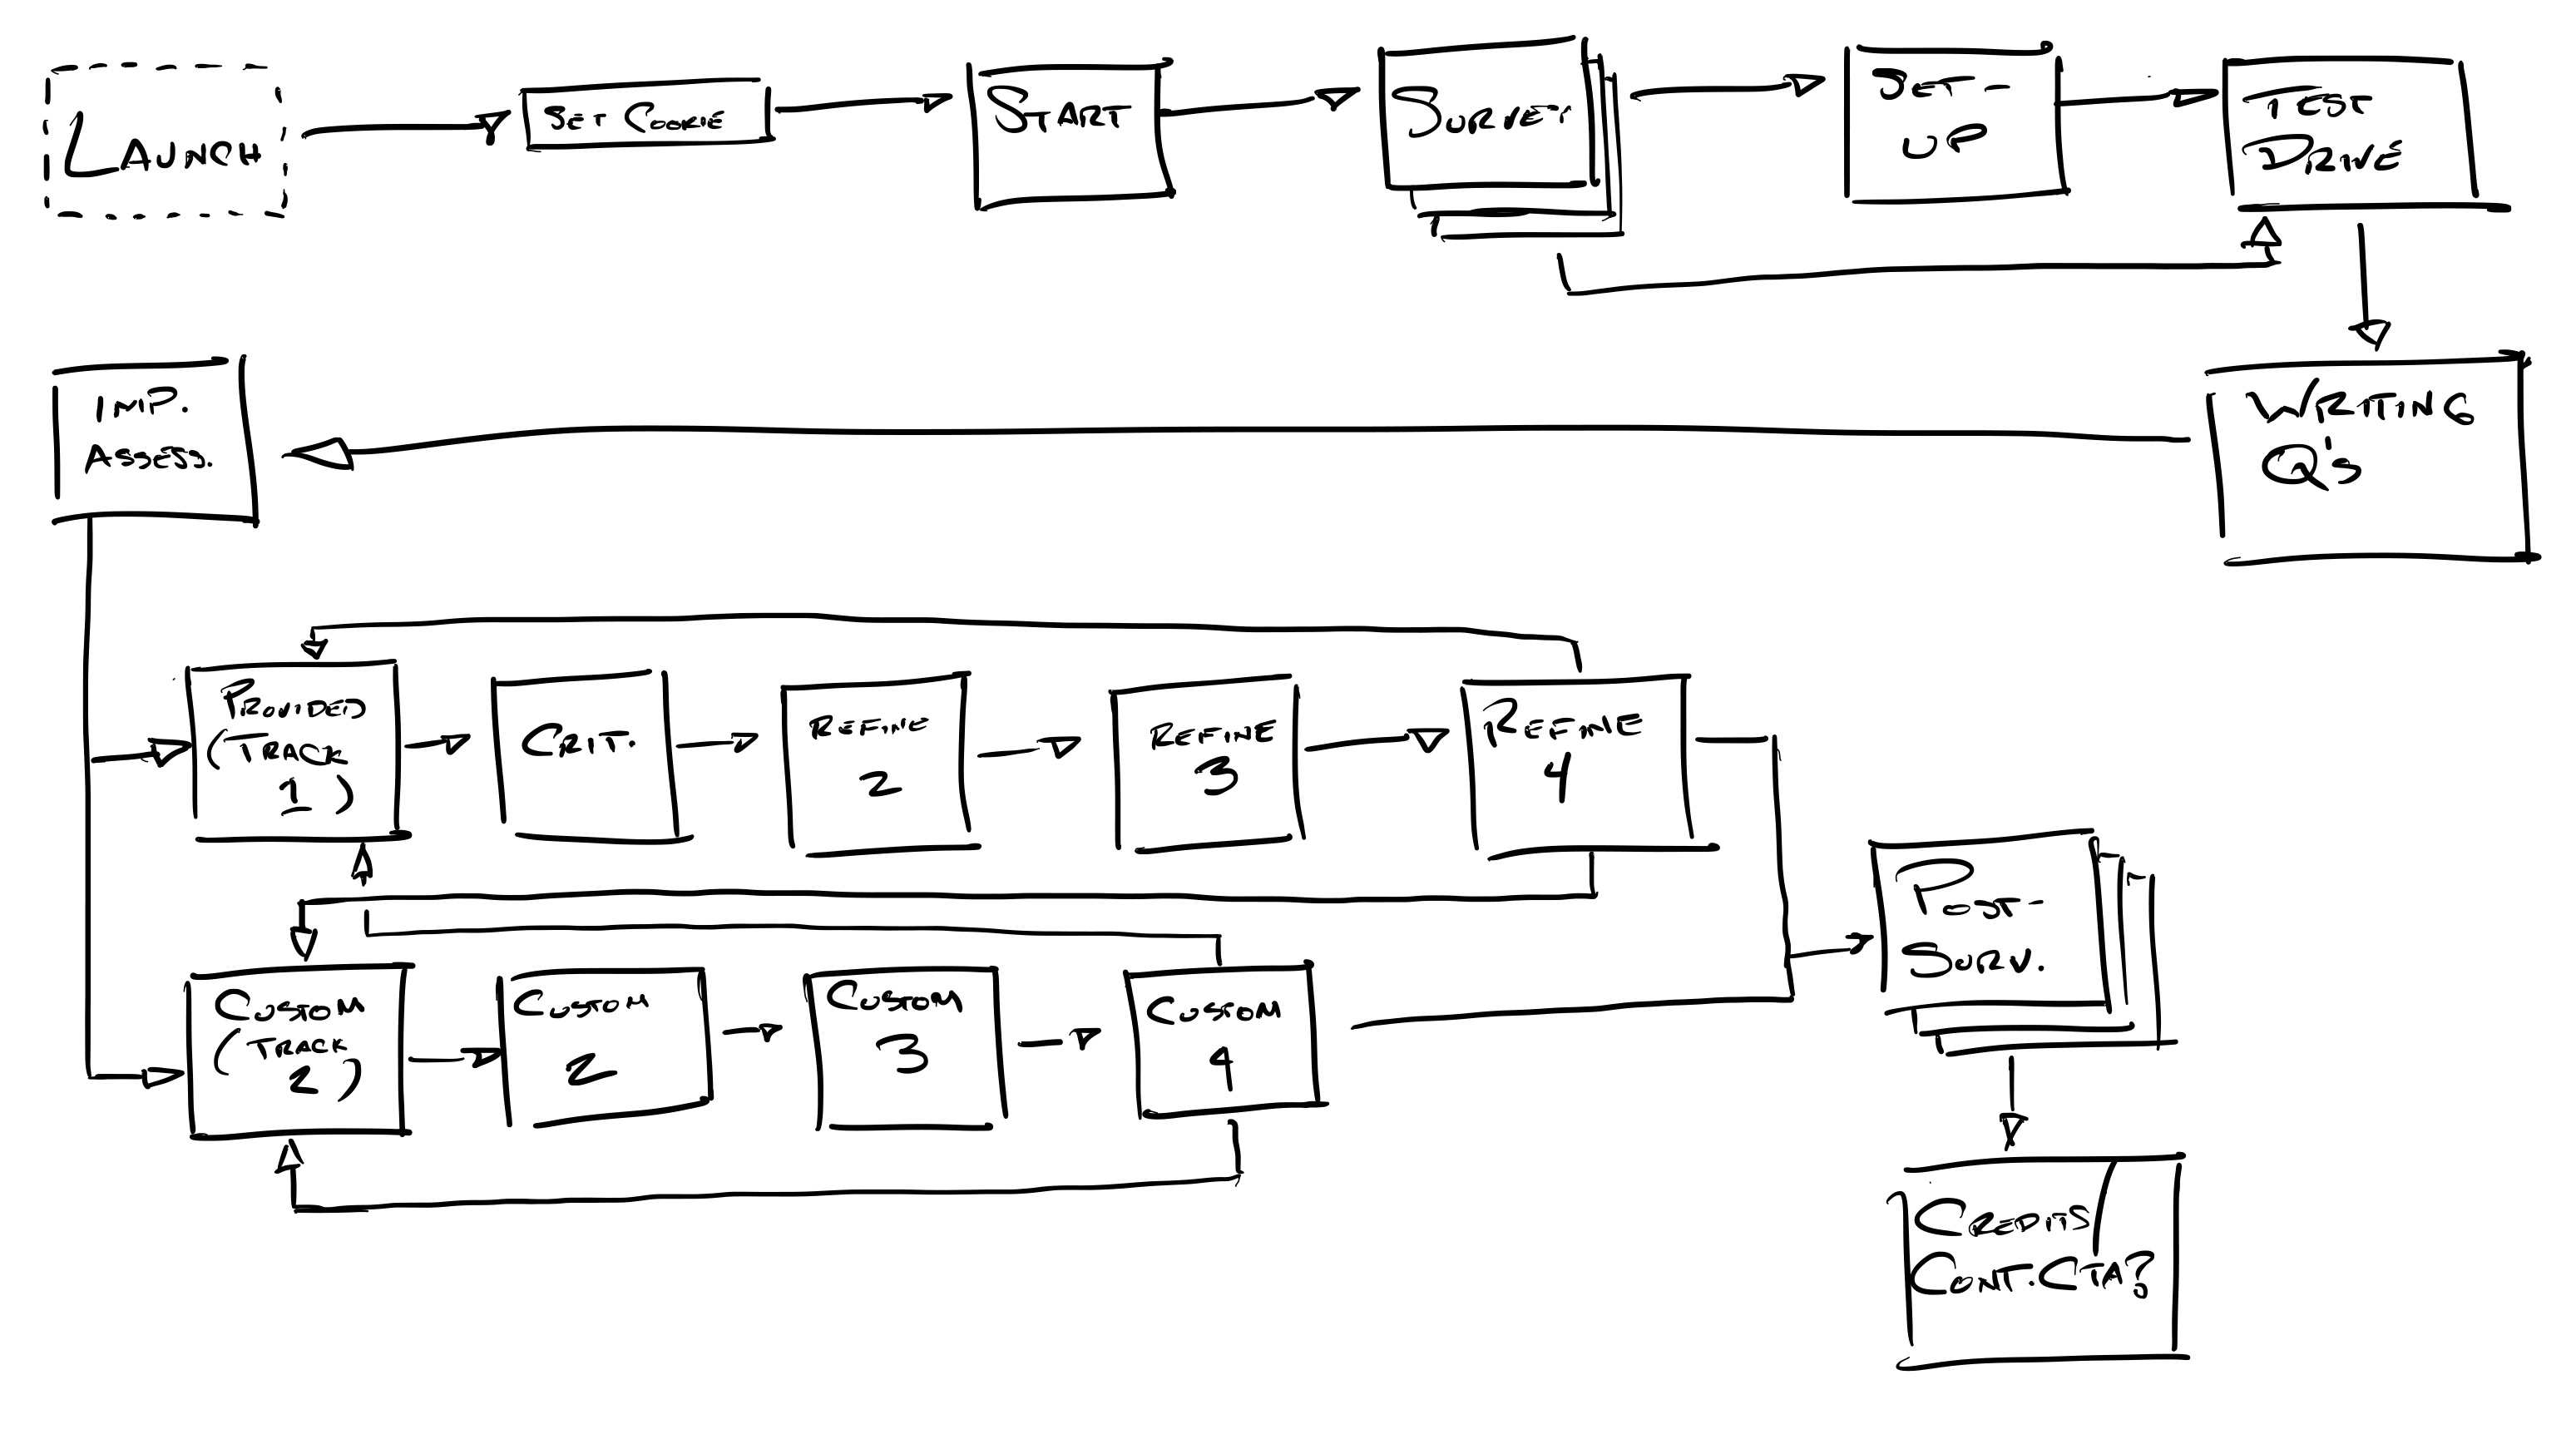 LAUNCH
SET COOKIE
START
SURVEY
SET-
UP
TEST
DRIVE
IMP.
ASSESS.
WRITING
Q's
PROVIDED
(TRACK
1)
CRIT.
REFINE
2
REFINE
3
REFINE
4
CUSTOM
(TRACK
2)
CUSTOM
2
CUSTOM
3
CUSTOM
4
POST-
SURV.
CREDITS/
CONT. CTA?